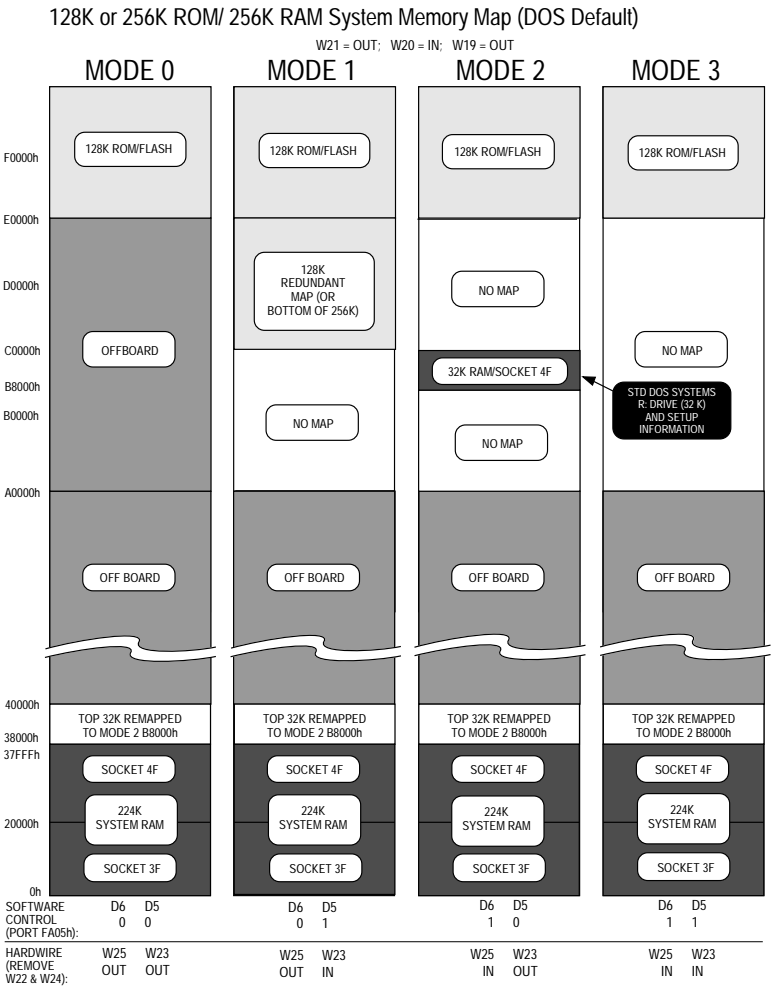 128K or 256K ROM/ 256K RAM System Memory Map (DOS Default)
W21 = OUT; W20 = IN; W19 = OUT
MODE 0 MODE 1 MODE 2 MODE 3
F0000h
128K ROM/FLASH
128K ROM/FLASH
128K ROM/FLASH
128K ROM/FLASH
E0000h
D0000h
128K
REDUNDANT
MAP (OR
BOTTOM OF 256K)
NO MAP
C0000h
OFFBOARD
32K RAM/SOCKET 4F
NO MAP
B8000h
STD DOS SYSTEMS
R: DRIVE (32 K)
AND SETUP
INFORMATION
B0000h
NO MAP
NO MAP
A0000h
OFF BOARD
OFF BOARD
OFF BOARD
OFF BOARD
40000h
TOP 32K REMAPPED
TO MODE 2 B8000h
TOP 32K REMAPPED
TO MODE 2 B8000h
TOP 32K REMAPPED
TO MODE 2 B8000h
TOP 32K REMAPPED
TO MODE 2 B8000h
38000h
37FFFh
SOCKET 4F
SOCKET 4F
SOCKET 4F
SOCKET 4F
20000h
224K
SYSTEM RAM
224K
SYSTEM RAM
224K
SYSTEM RAM
224K
SYSTEM RAM
SOCKET 3F
SOCKET 3F
SOCKET 3F
SOCKET 3F
0h
SOFTWARE
CONTROL
(PORT FA05h):
D6 D5
0 0
D6 D5
0 1
D6 D5
1 0
D6 D5
1 1
HARDWIRE
(REMOVE
W22 & W24):
W25 W23
OUT OUT
W25 W23
OUT IN
W25 W23
IN OUT
W25 W23
IN IN